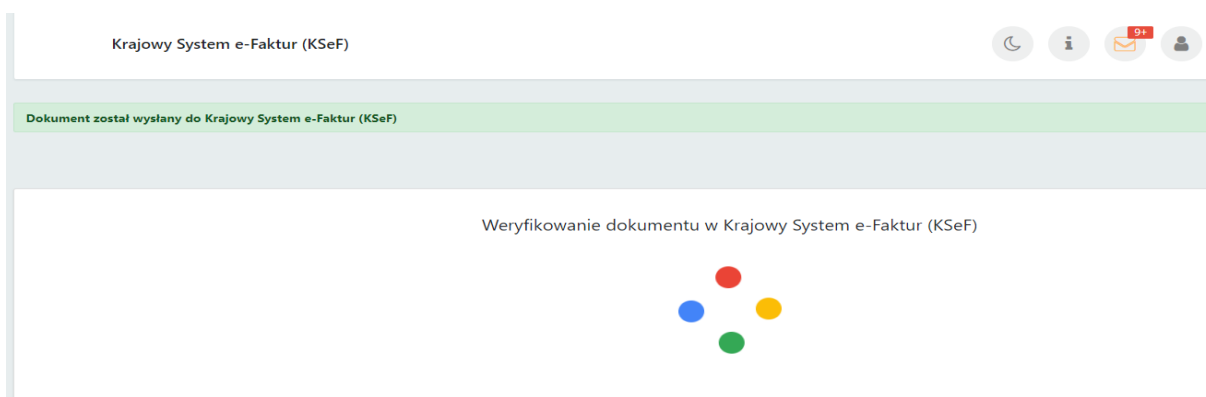 Krajowy System e-Faktur (KSeF)
9+
Dokument został wysłany do Krajowy System e-Faktur (KSeF)
Weryfikowanie dokumentu w Krajowy System e-Faktur (KSeF)